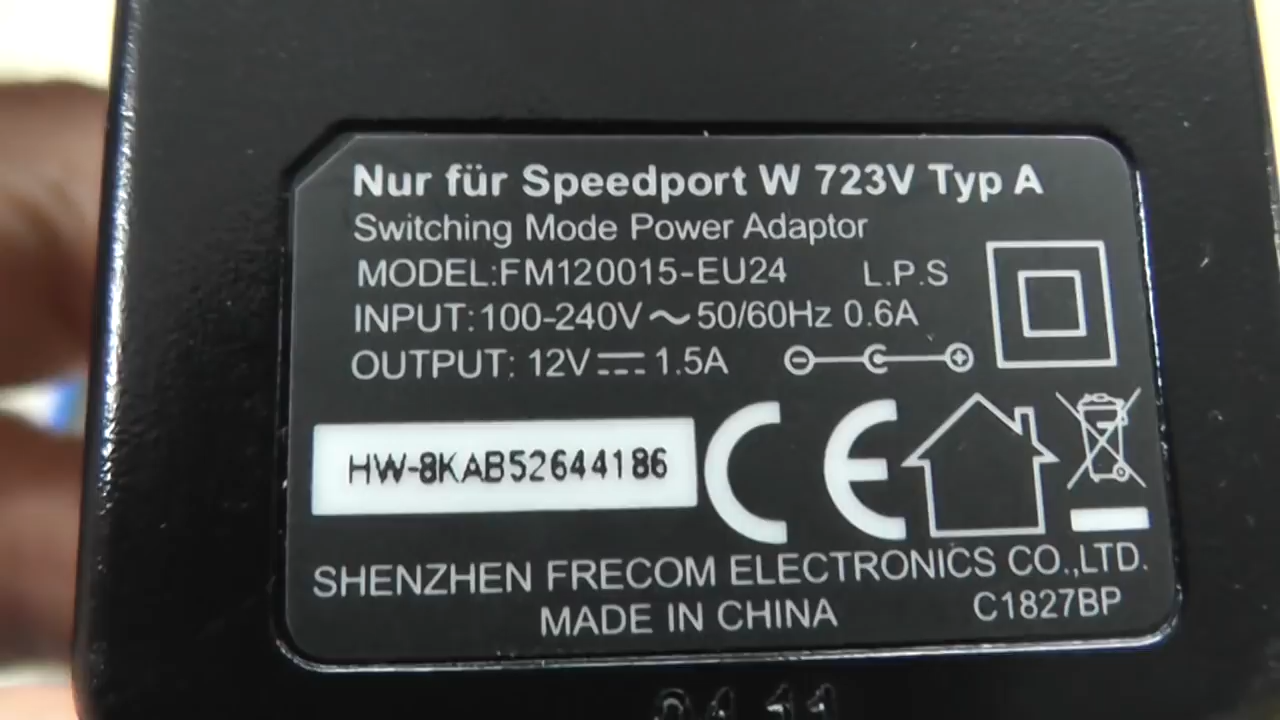 Nur für Speedport W 723V Typ A
Switching Mode Power Adaptor
MODEL:FM120015-EU24 L.P.S
INPUT:100-240V～50/60Hz 0.6A
OUTPUT: 12V⎓1.5A
HW-8KAB52644186
CE
SHENZHEN FRECOM ELECTRONICS CO.,LTD.
MADE IN CHINA C1827BP